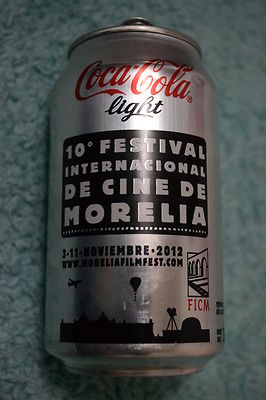 Coca-Cola®
light
10° FESTIVAL
INTERNACIONAL
DE CINE DE
MORELIA
3-11·NOVIEMBRE·2012
WWW.MORELIAFILMFEST.COM
FICM